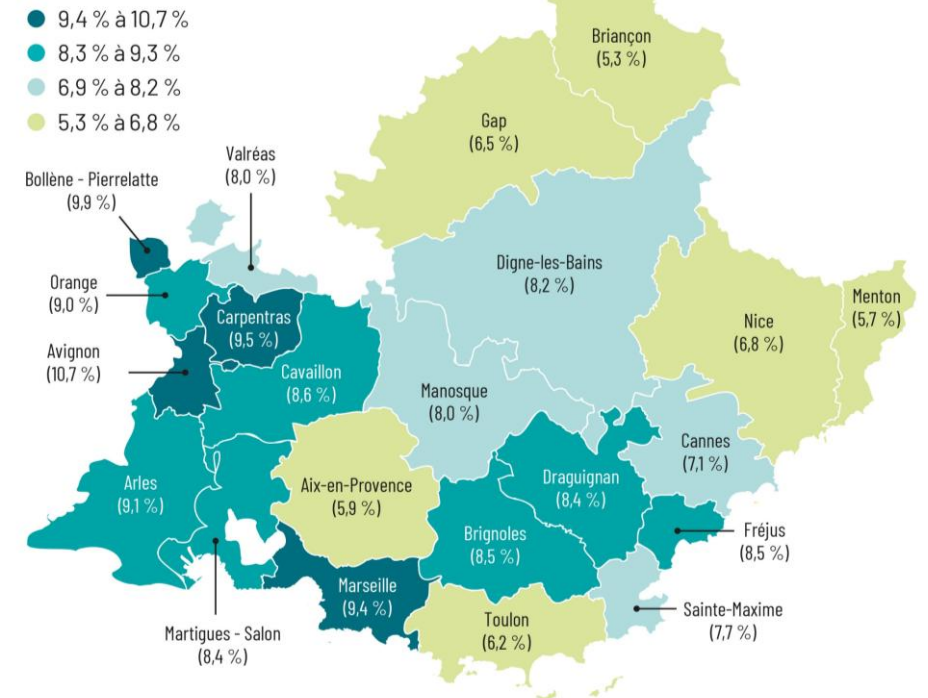 9,4 % à 10,7 %
8,3 % à 9,3 %
6,9 % à 8,2 %
5,3 % à 6,8 %
Briançon
(5,3 %)
Gap
(6,5 %)
Valréas
(8,0 %)
Bollène - Pierrelatte
(9,9 %)
Orange
(9,0 %)
Avignon
(10,7 %)
Carpentras
(9,5 %)
Cavaillon
(8,6 %)
Digne-les-Bains
(8,2 %)
Nice
(6,8 %)
Menton
(5,7 %)
Manosque
(8,0 %)
Cannes
(7,1 %)
Arles
(9,1 %)
Aix-en-Provence
(5,9 %)
Draguignan
(8,4 %)
Brignoles
(8,5 %)
Fréjus
(8,5 %)
Marseille
(9,4 %)
Toulon
(6,2 %)
Sainte-Maxime
(7,7 %)
Martigues - Salon
(8,4 %)